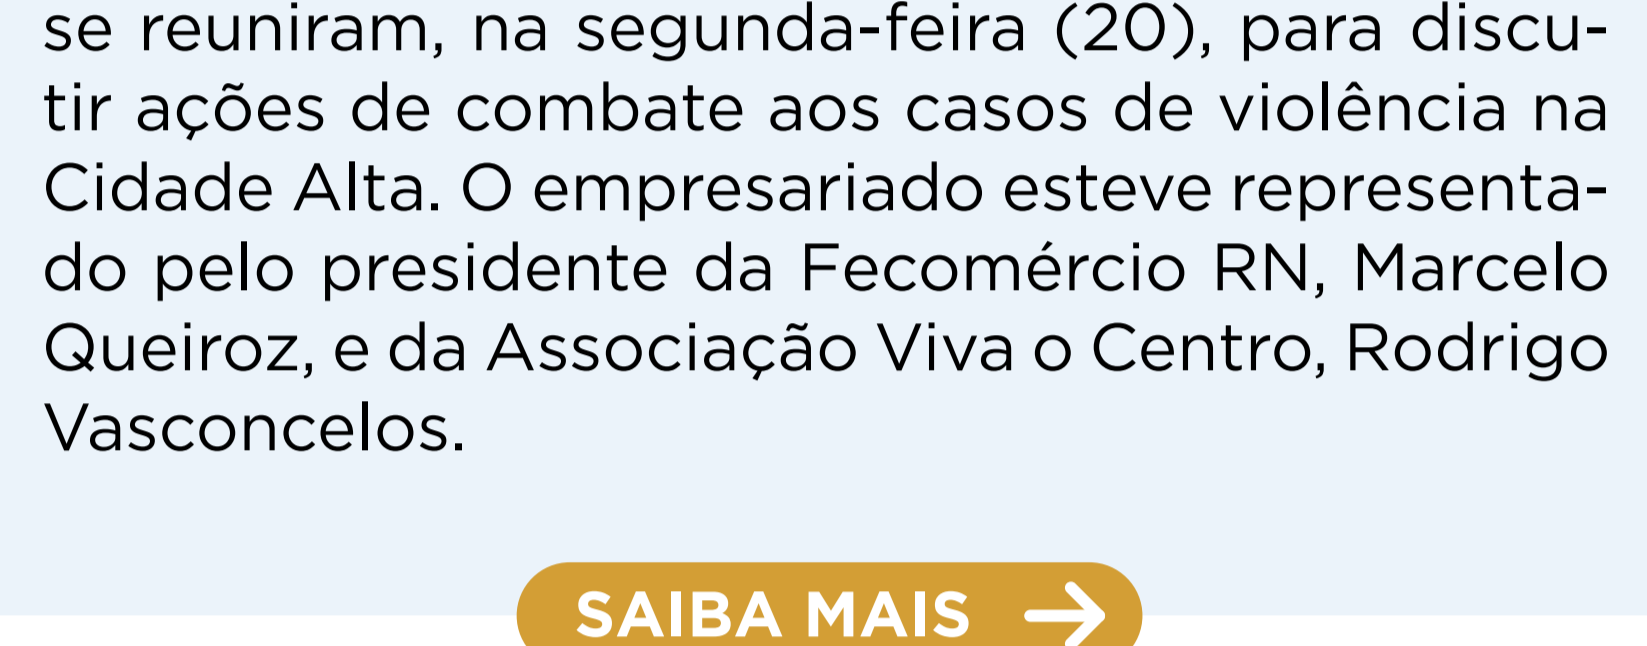 se reuniram, na segunda-feira (20), para discu-
tir ações de combate aos casos de violência na
Cidade Alta. O empresariado esteve representa-
do pelo presidente da Fecomércio RN, Marcelo
Queiroz, e da Associação Viva o Centro, Rodrigo
Vasconcelos.
SAIBA MAIS